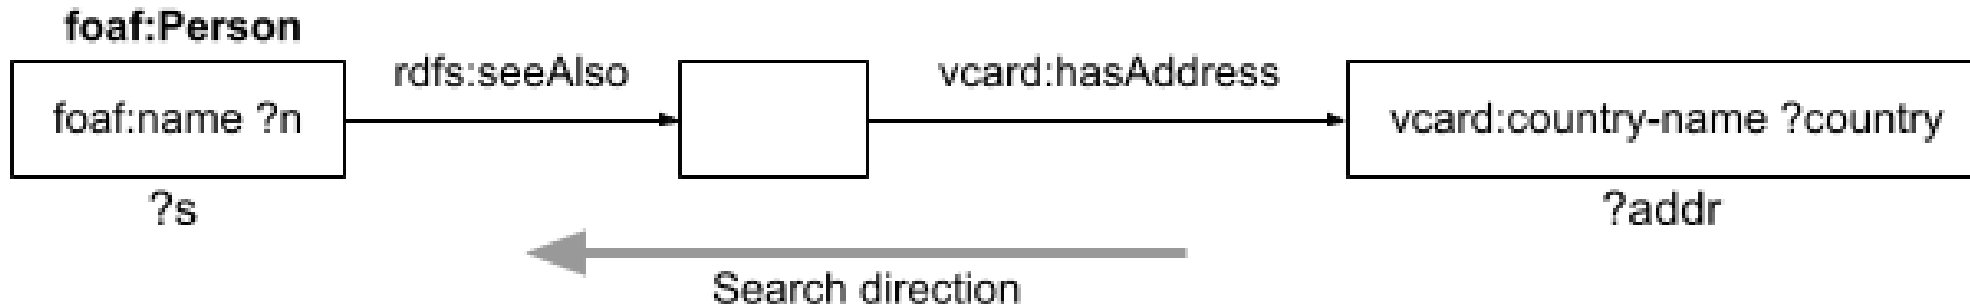 foaf:Person
rdfs:seeAlso
vcard:hasAddress
foaf:name ?n
vcard:country-name ?country
?s
?addr
Search direction